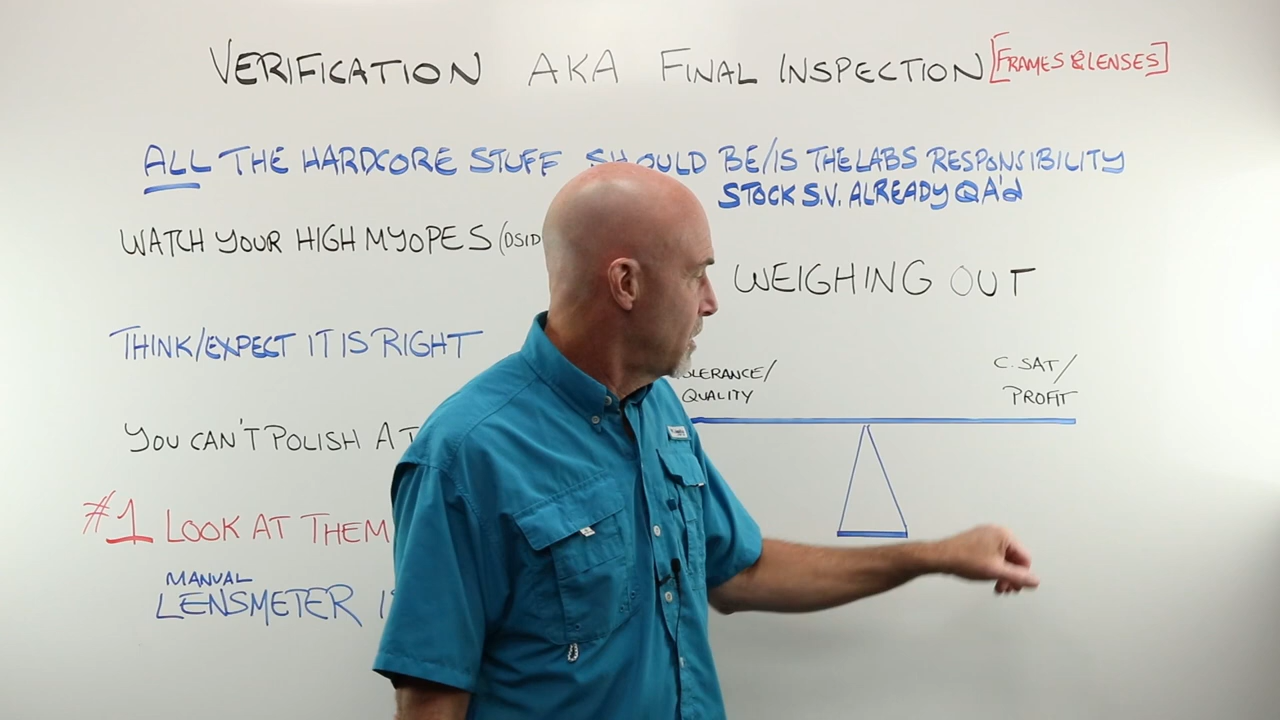 VERIFICATION AKA FINAL INSPECTION [FRAMES & LENSES]
ALL THE HARDCORE STUFF SHOULD BE/IS THE LABS RESPONSIBILITY
STOCK S.V. ALREADY QA'd
WATCH YOUR HIGH MYOPES
WEIGHING OUT
THINK/EXPECT IT IS RIGHT
C. SAT/
QUALITY
PROFIT
YOU CAN'T POLISH A
#1 LOOK AT THEM
MANUAL
LENSMETER